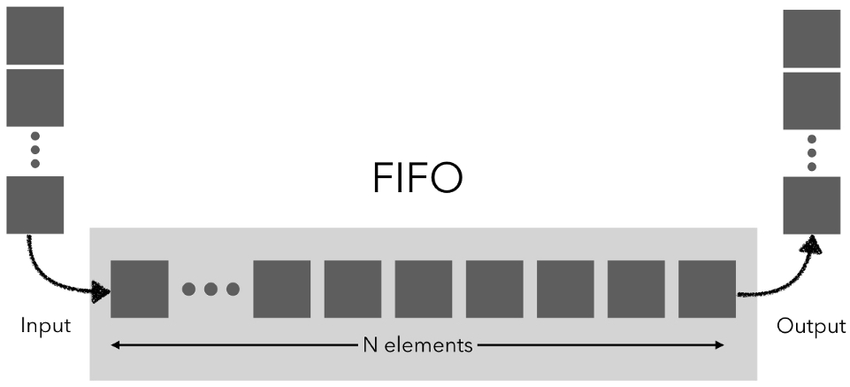 FIFO
Input
Output
N elements